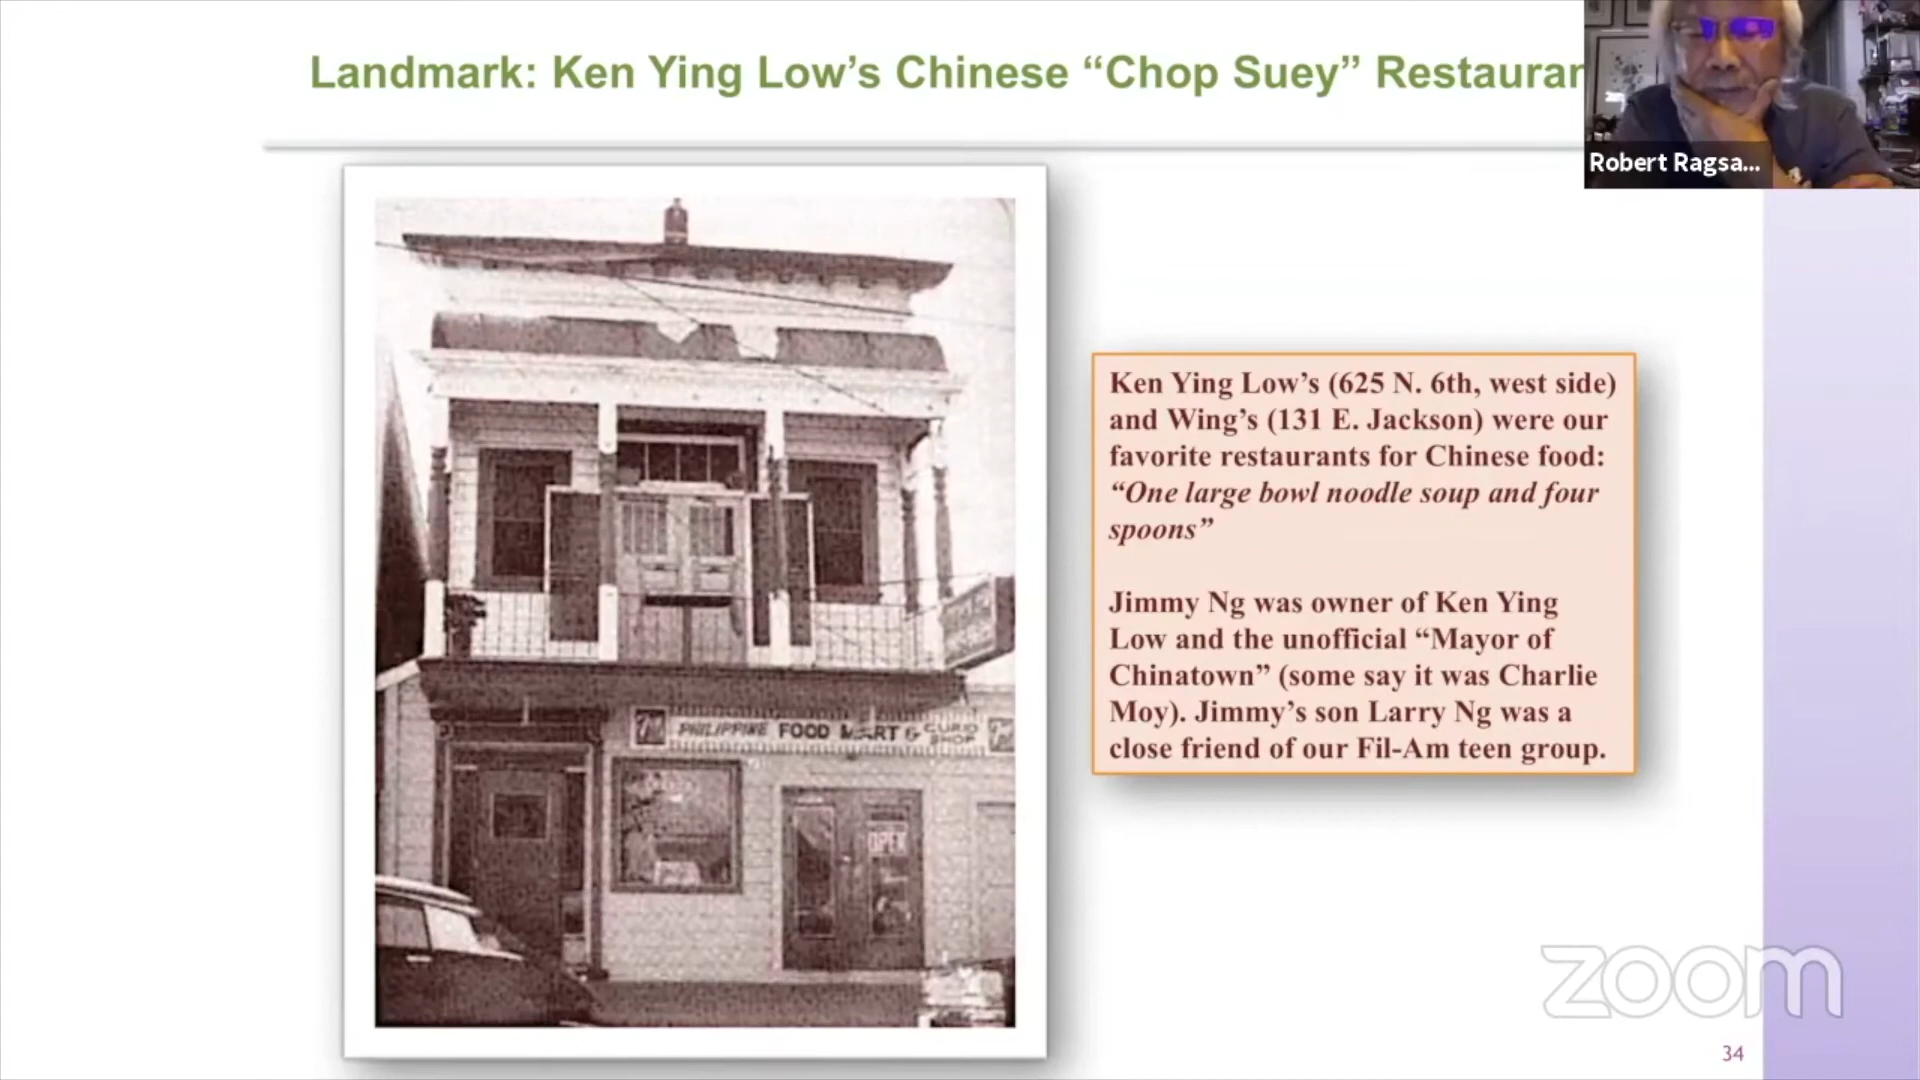 Landmark: Ken Ying Low’s Chinese “Chop Suey” Restauran
Robert Ragsa...
Ken Ying Low’s (625 N. 6th, west side)
and Wing’s (131 E. Jackson) were our
favorite restaurants for Chinese food:
“One large bowl noodle soup and four
spoons”
Jimmy Ng was owner of Ken Ying
Low and the unofficial “Mayor of
Chinatown” (some say it was Charlie
Moy). Jimmy’s son Larry Ng was a
close friend of our Fil-Am teen group.
PHILIPPINE FOOD MART & CURIO SHOP
OPEN
zoom
34